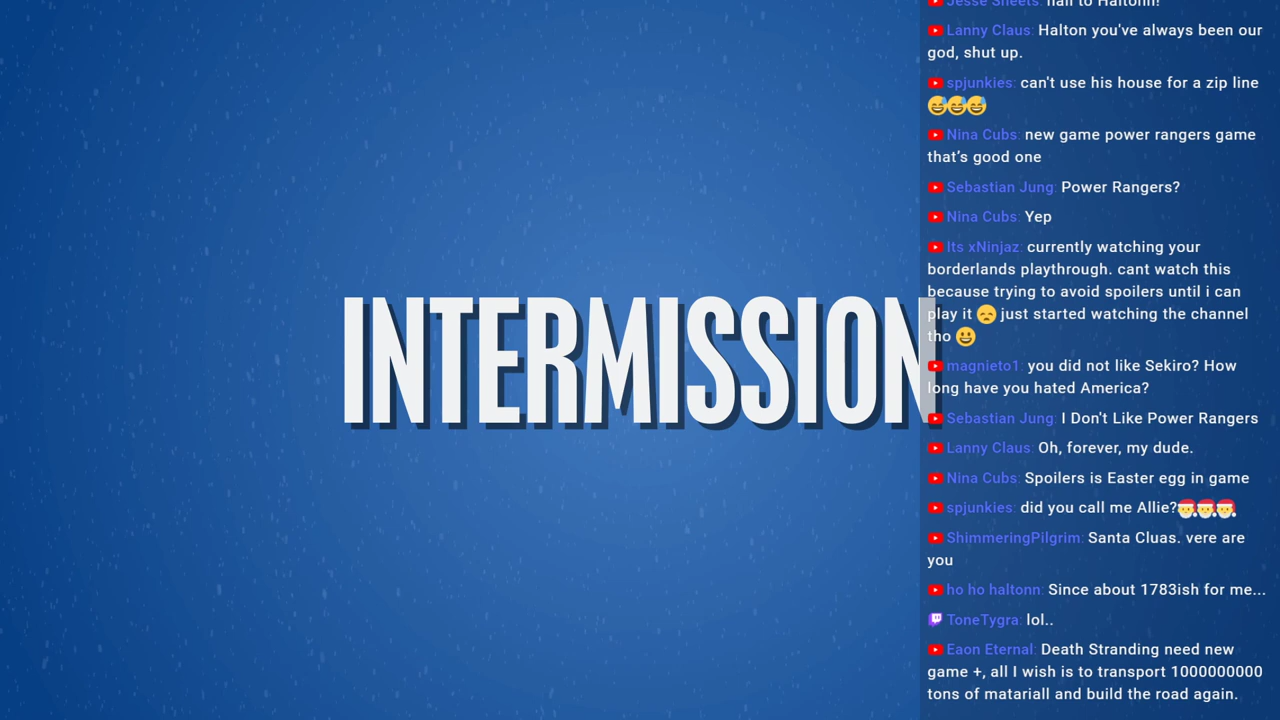 Jesse Sheets: hail to Haltonn!
Lanny Claus: Halton you've always been our
god, shut up.
spjunkies: can't use his house for a zip line
😅😅😅
Nina Cubs: new game power rangers game
that's good one
Sebastian Jung: Power Rangers?
Nina Cubs: Yep
Its xNinjaz: currently watching your
borderlands playthrough. cant watch this
because trying to avoid spoilers until i can
play it 😞 just started watching the channel
tho 😀
magnieto1: you did not like Sekiro? How
long have you hated America?
Sebastian Jung: I Don't Like Power Rangers
Lanny Claus: Oh, forever, my dude.
Nina Cubs: Spoilers is Easter egg in game
spjunkies: did you call me Allie?🎅🎅🎅
ShimmeringPilgrim: Santa Cluas. vere are
you
ho ho haltonn: Since about 1783ish for me...
ToneTygra: lol..
Eaon Eternal: Death Stranding need new
game +, all I wish is to transport 1000000000
tons of matariall and build the road again.
INTERMISSION